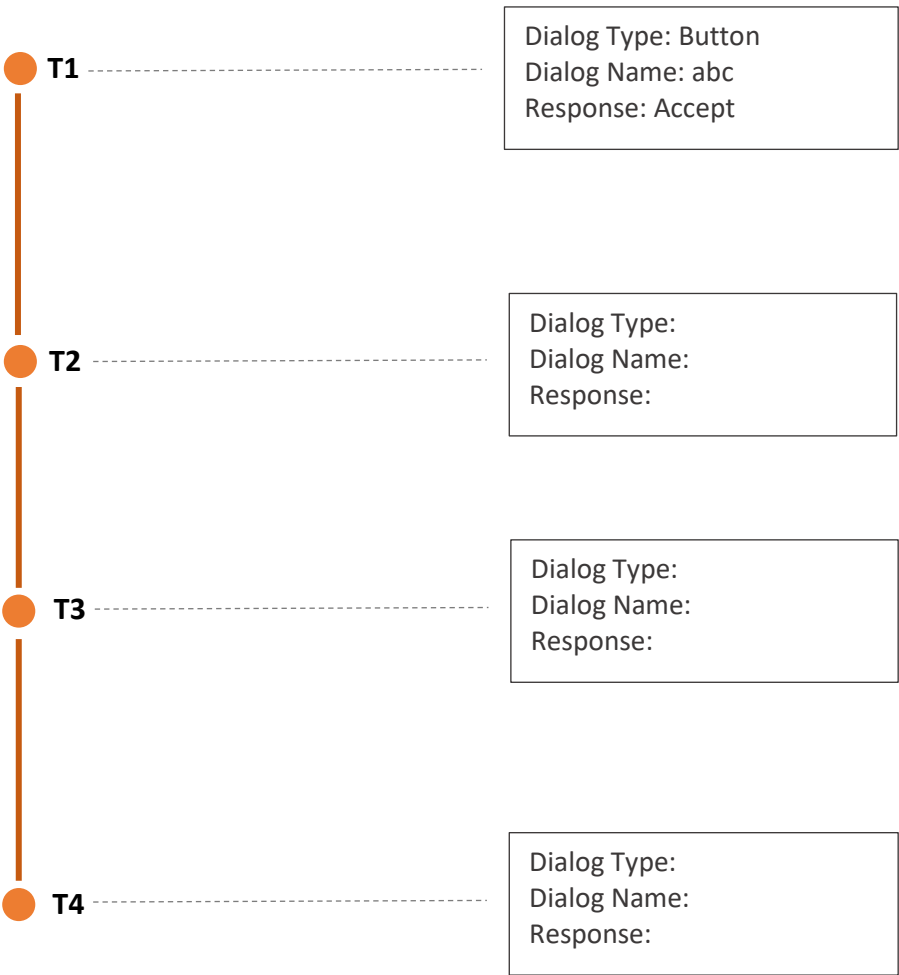 T1
Dialog Type: Button
Dialog Name: abc
Response: Accept
T2
Dialog Type:
Dialog Name:
Response:
T3
Dialog Type:
Dialog Name:
Response:
T4
Dialog Type:
Dialog Name:
Response: